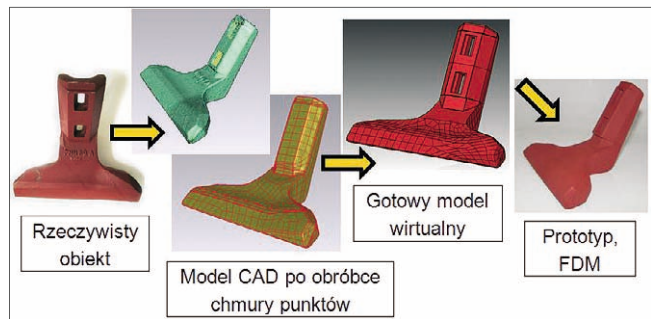 Rzeczywisty
obiekt
Model CAD po obróbce
chmury punktów
Gotowy model
wirtualny
Prototyp,
FDM